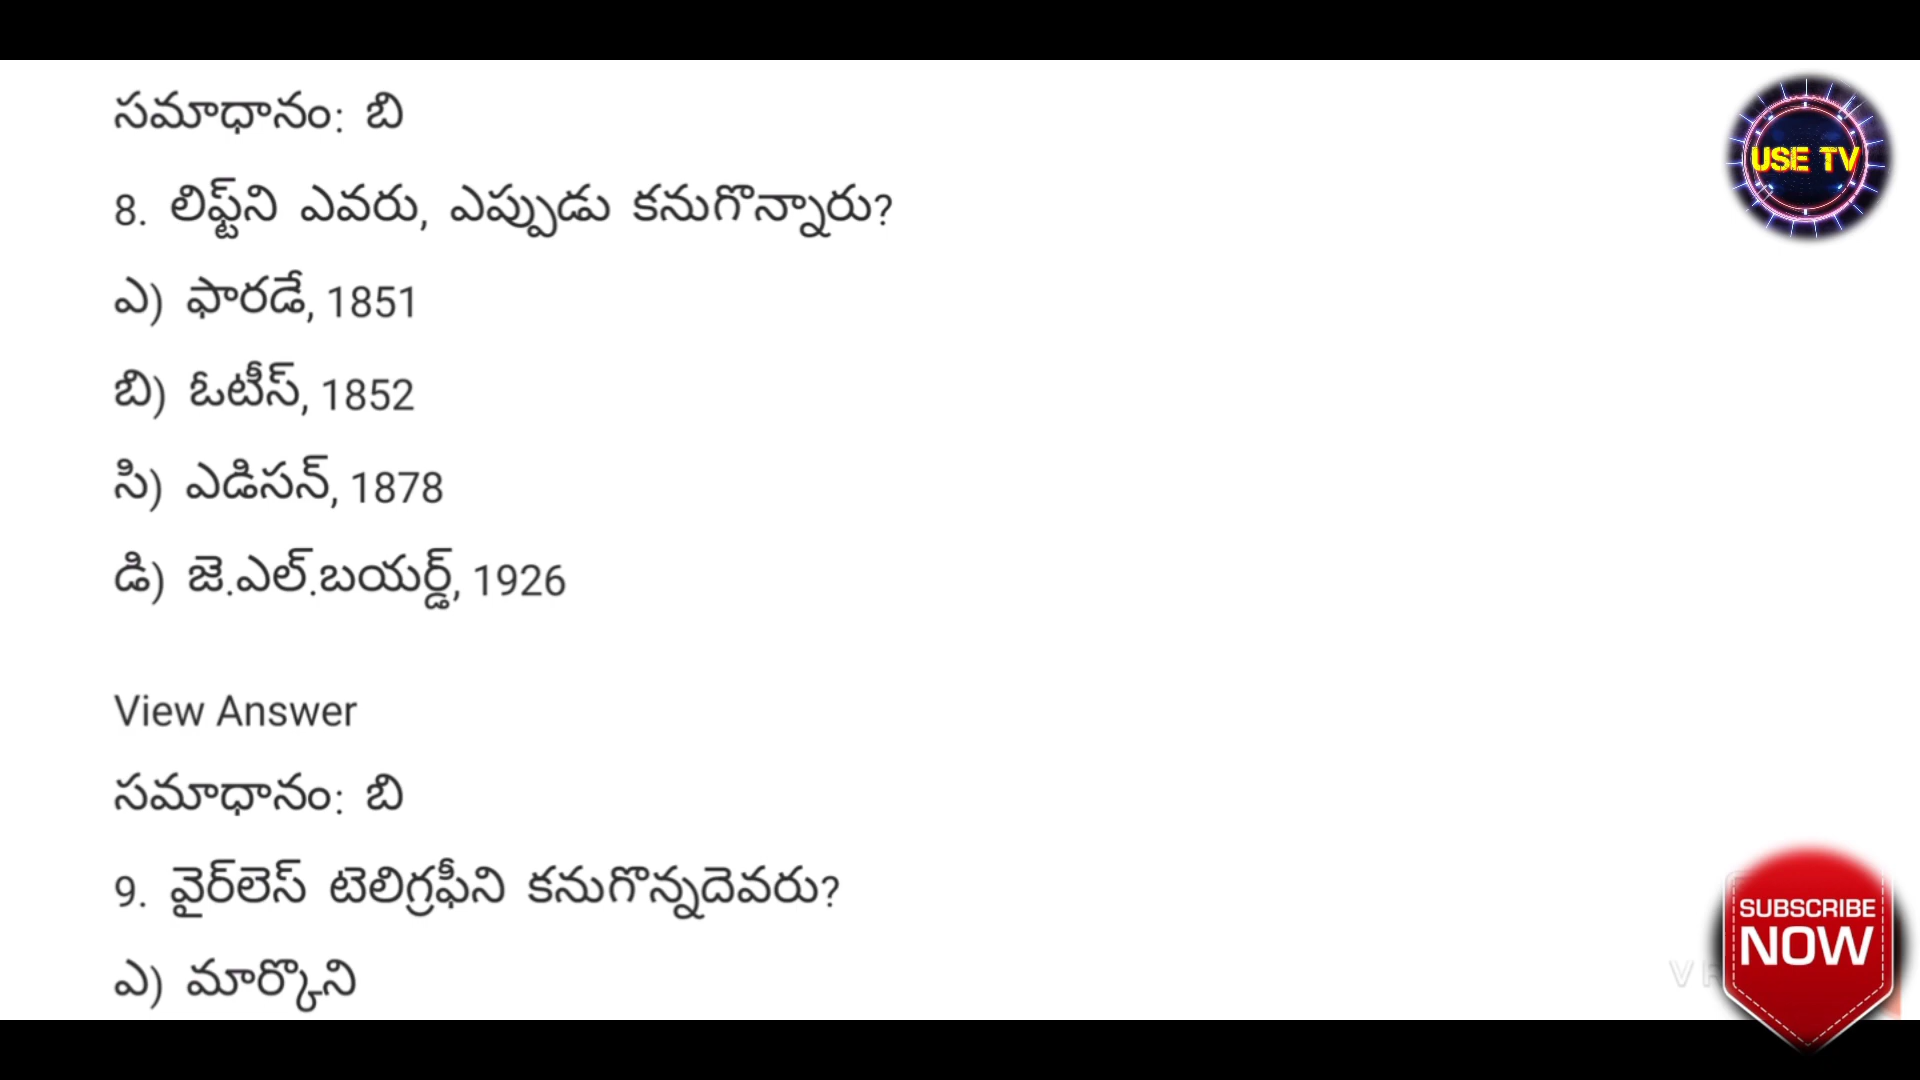 సమాధానం: బి
USE TV
8. లిఫ్ట్‌ని ఎవరు, ఎప్పుడు కనుగొన్నారు?
ఎ) ఫారడే, 1851
బి) ఓటీస్, 1852
సి) ఎడిసన్, 1878
డి) జె.ఎల్.బయర్డ్, 1926
View Answer
సమాధానం: బి
9. వైర్‌లెస్ టెలిగ్రఫీని కనుగొన్నదెవరు?
ఎ) మార్కొని
SUBSCRIBE
NOW